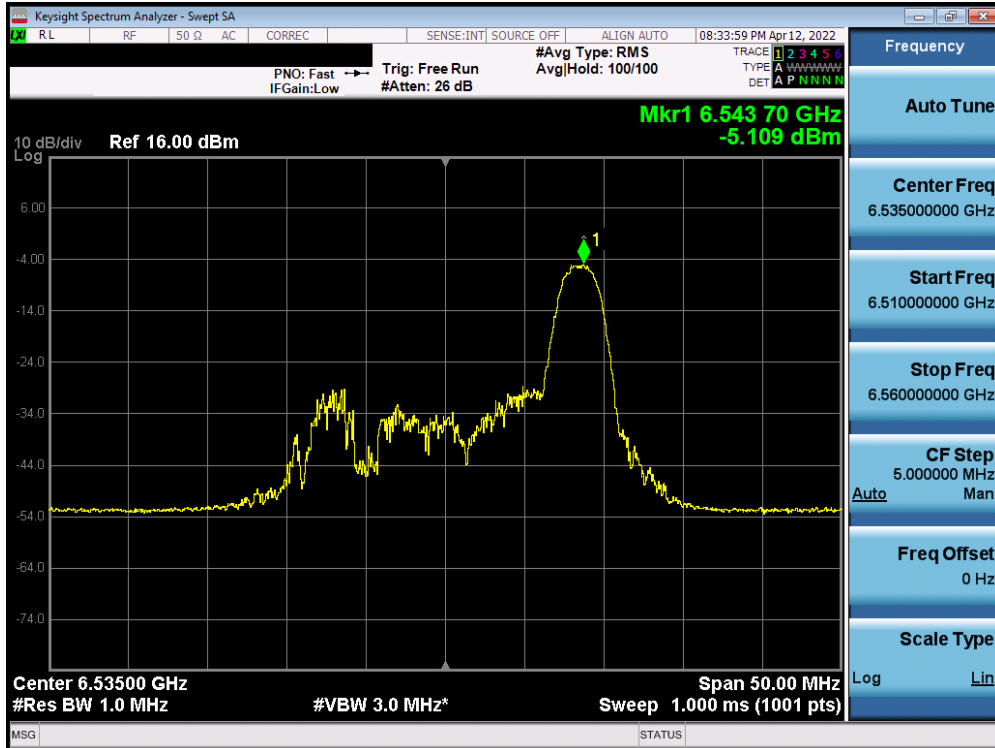 Keysight Spectrum Analyzer - Swept SA
LXI RL RF 50 Ω AC CORREC SENSE:INT SOURCE OFF ALIGN AUTO 08:33:59 PM Apr 12, 2022
PNO: Fast Trig: Free Run #Avg Type: RMS TRACE 1 2 3 4 5 6
IFGain:Low #Atten: 26 dB Avg|Hold: 100/100 TYPE A WWWWW
DET A P N N N N
Mkr1 6.543 70 GHz
-5.109 dBm
10 dB/div Ref 16.00 dBm
Log
6.00
1
-4.00
-14.0
-24.0
-34.0
-44.0
-54.0
-64.0
-74.0
Center 6.53500 GHz Span 50.00 MHz
#Res BW 1.0 MHz #VBW 3.0 MHz* Sweep 1.000 ms (1001 pts)
MSG STATUS
Frequency
Auto Tune
Center Freq
6.535000000 GHz
Start Freq
6.510000000 GHz
Stop Freq
6.560000000 GHz
CF Step
5.000000 MHz
Auto Man
Freq Offset
0 Hz
Scale Type
Log Lin